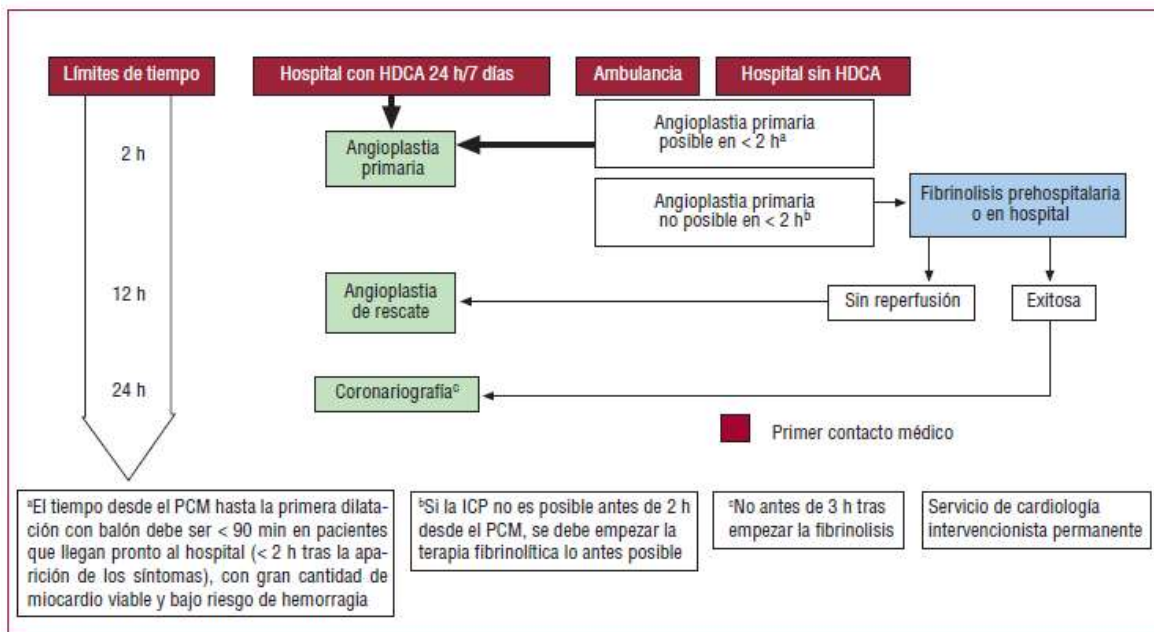 Límites de tiempo
Hospital con HDCA 24 h/7 días
Ambulancia
Hospital sin HDCA
2 h
Angioplastia
primaria
Angioplastia primaria
posible en < 2 hᵃ
Angioplastia primaria
no posible en < 2 hᵇ
Fibrinolisis prehospitalaria
o en hospital
12 h
Angioplastia
de rescate
Sin reperfusión
Exitosa
24 h
Coronariografíaᶜ
Primer contacto médico
ᵃEl tiempo desde el PCM hasta la primera dilata-
ción con balón debe ser < 90 min en pacientes
que llegan pronto al hospital (< 2 h tras la apa-
rición de los síntomas), con gran cantidad de
miocardio viable y bajo riesgo de hemorragia
ᵇSi la ICP no es posible antes de 2 h
desde el PCM, se debe empezar la
terapia fibrinolítica lo antes posible
ᶜNo antes de 3 h tras
empezar la fibrinolisis
Servicio de cardiología
intervencionista permanente